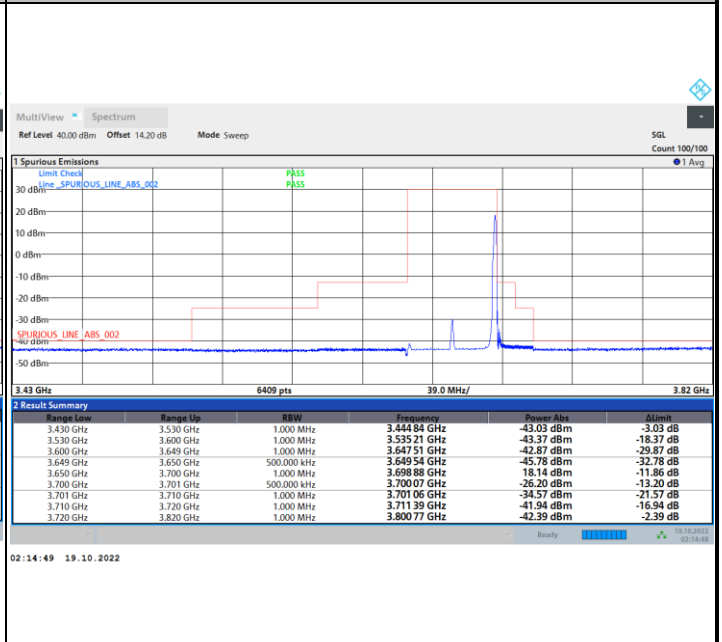 MultiView Spectrum
Ref Level 40.00 dBm Offset 14.20 dB Mode Sweep SGL
Count 100/100
1 Spurious Emissions 1 Avg
Limit Check PASS
Line _SPURIOUS_LINE_ABS_002 PASS
30 dBm
20 dBm
10 dBm
0 dBm
-10 dBm
-20 dBm
-30 dBm
SPURIOUS_LINE_ABS_002
-40 dBm
-50 dBm
3.43 GHz 6409 pts 39.0 MHz/ 3.82 GHz
2 Result Summary
Range Low Range Up RBW Frequency Power Abs ΔLimit
3.430 GHz 3.530 GHz 1.000 MHz 3.444 84 GHz -43.03 dBm -3.03 dB
3.530 GHz 3.600 GHz 1.000 MHz 3.535 21 GHz -43.37 dBm -18.37 dB
3.600 GHz 3.649 GHz 1.000 MHz 3.647 51 GHz -42.87 dBm -29.87 dB
3.649 GHz 3.650 GHz 500.000 kHz 3.649 54 GHz -45.78 dBm -32.78 dB
3.650 GHz 3.700 GHz 1.000 MHz 3.698 88 GHz 18.14 dBm -11.86 dB
3.700 GHz 3.701 GHz 500.000 kHz 3.700 07 GHz -26.20 dBm -13.20 dB
3.701 GHz 3.710 GHz 1.000 MHz 3.701 06 GHz -34.57 dBm -21.57 dB
3.710 GHz 3.720 GHz 1.000 MHz 3.711 39 GHz -41.94 dBm -16.94 dB
3.720 GHz 3.820 GHz 1.000 MHz 3.800 77 GHz -42.39 dBm -2.39 dB
Ready 19.10.2022
02:14:48
02:14:49 19.10.2022